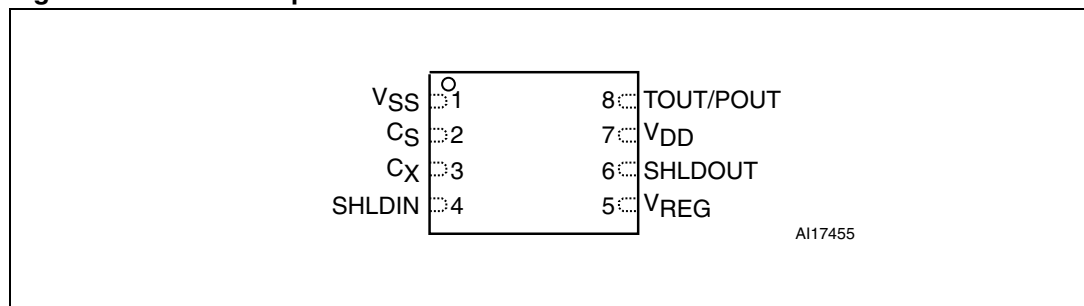 VSS 1 8 TOUT/POUT
CS 2 7 VDD
CX 3 6 SHLDOUT
SHLDIN 4 5 VREG
AI17455